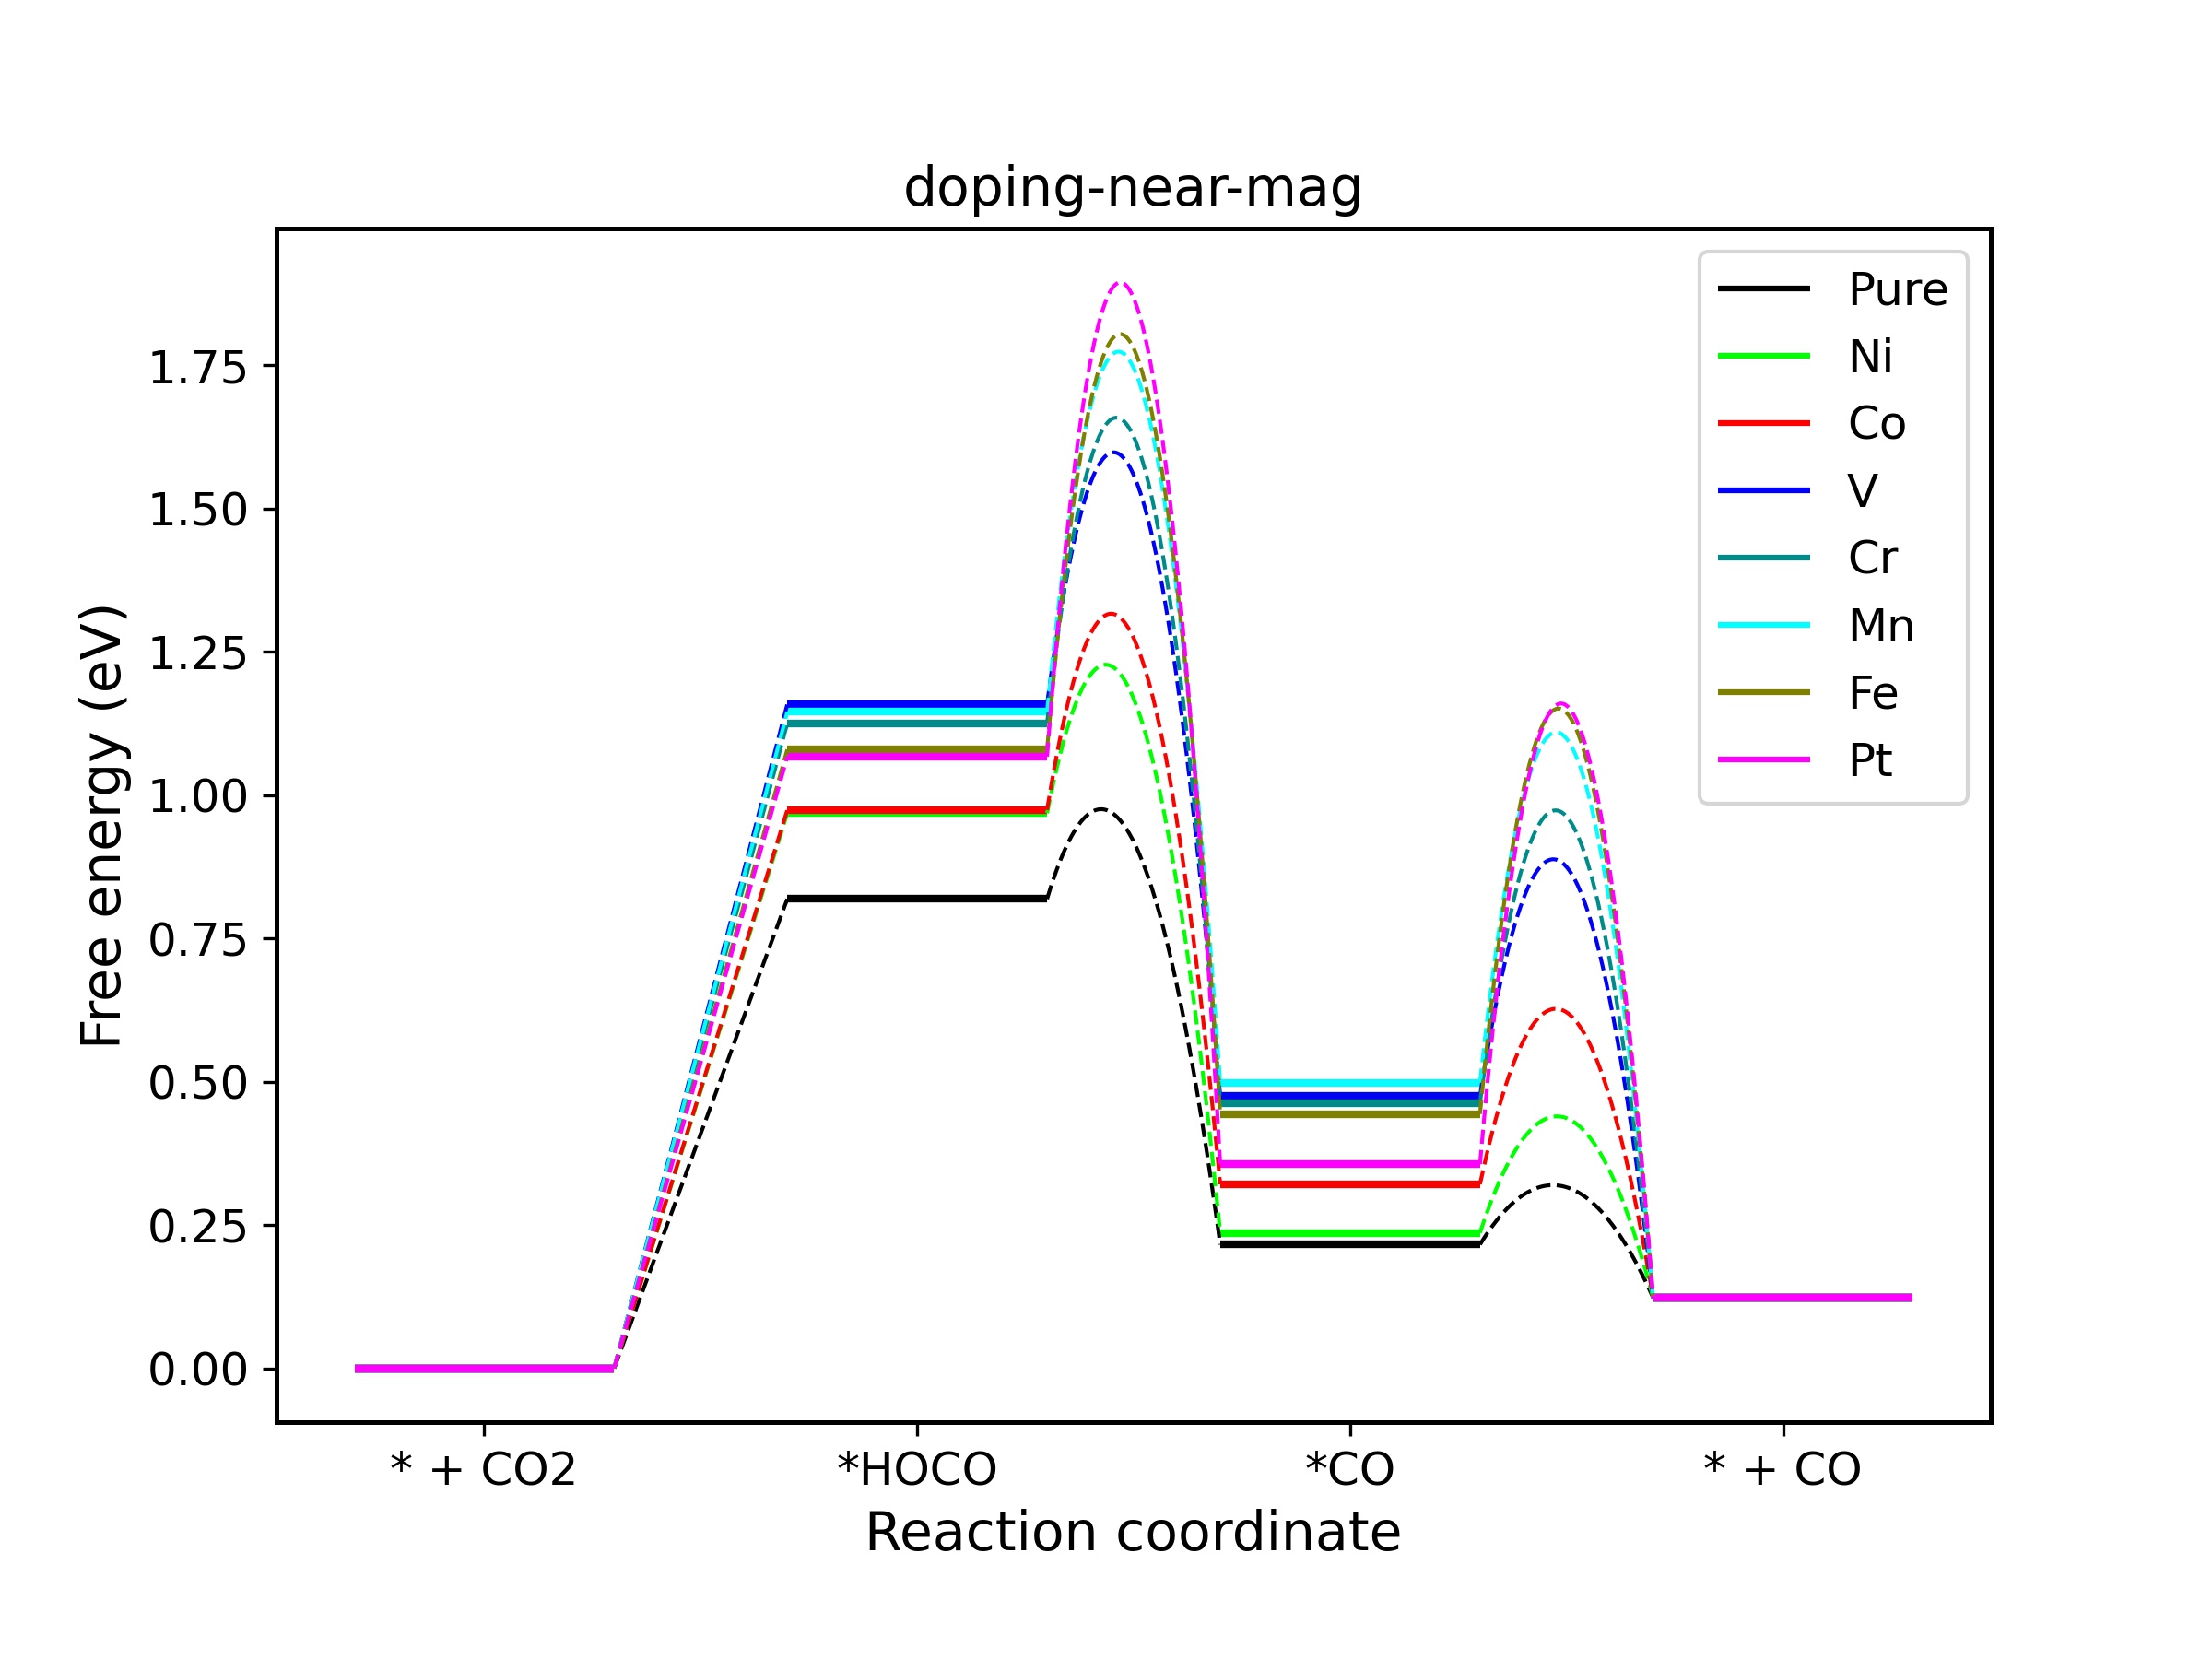 doping-near-mag
Free energy (eV)
1.75
1.50
1.25
1.00
0.75
0.50
0.25
0.00
Pure
Ni
Co
V
Cr
Mn
Fe
Pt
* + CO2
*HOCO
*CO
* + CO
Reaction coordinate